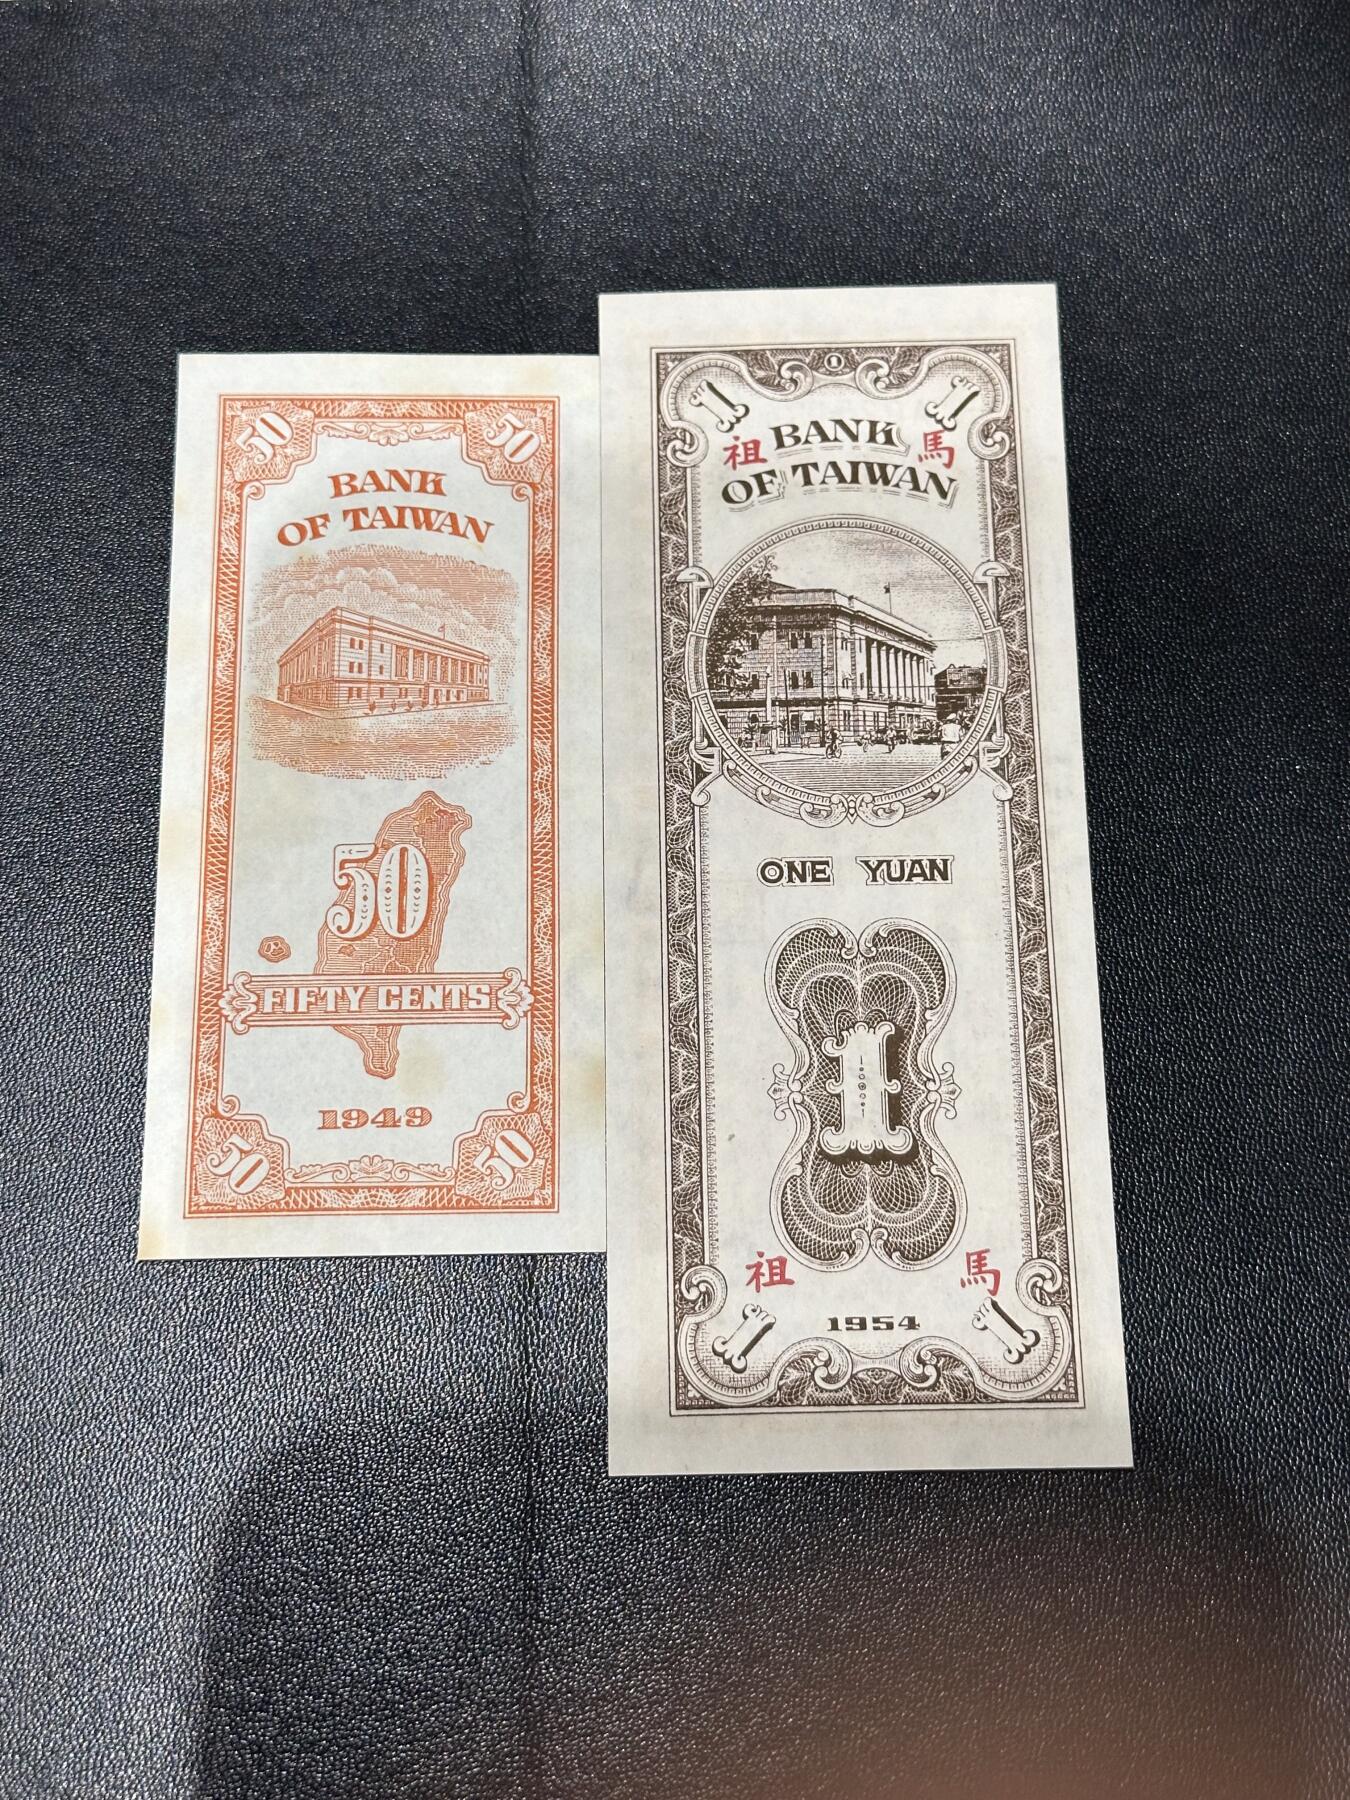 50 50
BANK
OF TAIWAN
50
FIFTY CENTS
1949
50 50
1
1 1
祖 BANK 馬
OF TAIWAN
ONE YUAN
1
祖 馬
1954
1 1